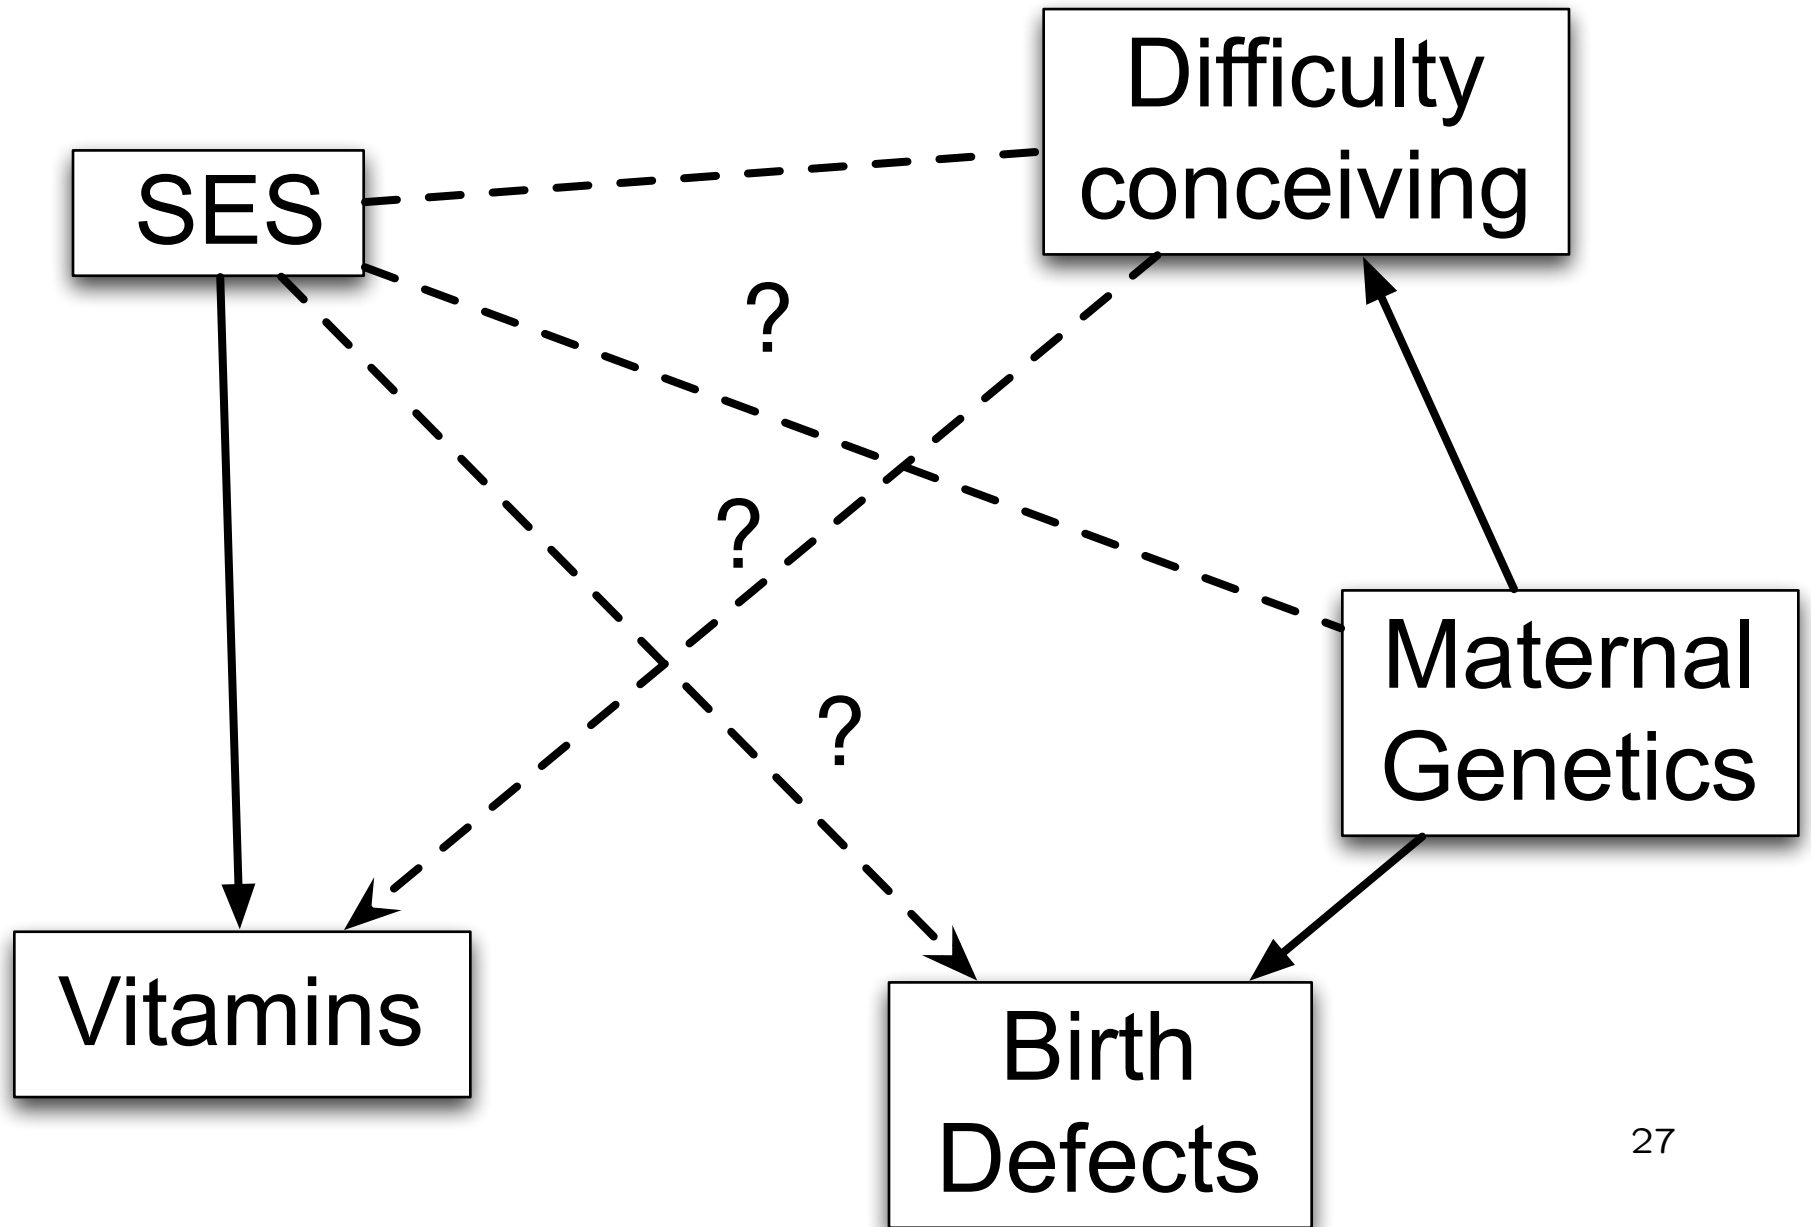 Difficulty
conceiving
SES
?
?
Maternal
Genetics
?
Vitamins
Birth
Defects
27